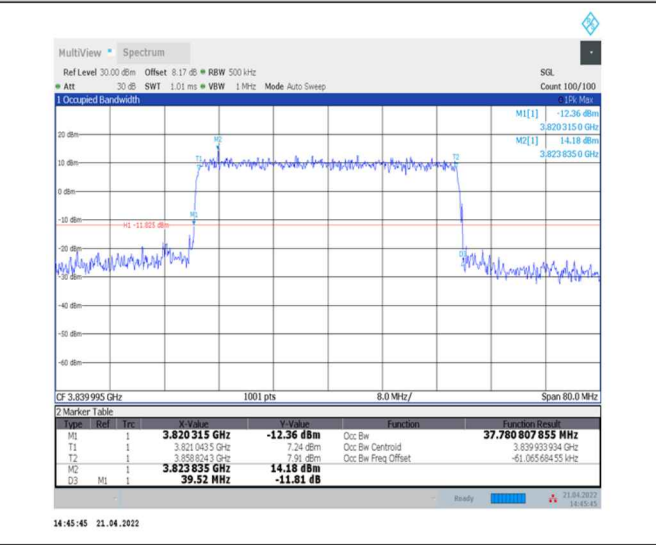 MultiView Spectrum
Ref Level 30.00 dBm Offset 8.17 dB RBW 500 kHz SGL
Att 30 dB SWT 1.01 ms VBW 1 MHz Mode Auto Sweep Count 100/100
1 Occupied Bandwidth 1Pk Max
M1[1] -12.36 dBm
3.820 315 0 GHz
20 dBm M2 M2[1] 14.18 dBm
3.823 835 0 GHz
10 dBm T1 T2
0 dBm
-10 dBm M1
H1 -11.825 dBm
-20 dBm
-30 dBm
-40 dBm
-50 dBm
-60 dBm
CF 3.839 995 GHz 1001 pts 8.0 MHz/ Span 80.0 MHz
2 Marker Table
Type Ref Trc X-Value Y-Value Function Function Result
M1 1 3.820 315 GHz -12.36 dBm Occ Bw 37.780 807 855 MHz
T1 1 3.821 043 5 GHz 7.24 dBm Occ Bw Centroid 3.839 933 934 GHz
T2 1 3.858 824 3 GHz 7.91 dBm Occ Bw Freq Offset -61.065 684 55 kHz
M2 1 3.823 835 GHz 14.18 dBm
D3 M1 1 39.52 MHz -11.81 dB
Ready 21.04.2022
14:45:45
14:45:45 21.04.2022